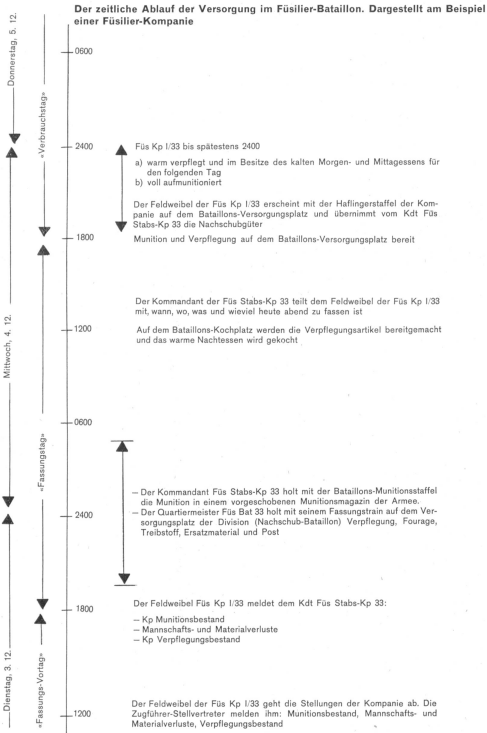 Der zeitliche Ablauf der Versorgung im Füsilier-Bataillon. Dargestellt am Beispiel
einer Füsilier-Kompanie
Donnerstag, 5. 12.
«Verbrauchstag»
0600
2400
Füs Kp I/33 bis spätestens 2400
a) warm verpflegt und im Besitze des kalten Morgen- und Mittagessens für
den folgenden Tag
b) voll aufmunitioniert
Der Feldweibel der Füs Kp I/33 erscheint mit der Haflingerstaffel der Kom-
panie auf dem Bataillons-Versorgungsplatz und übernimmt vom Kdt Füs
Stabs-Kp 33 die Nachschubgüter
1800
Munition und Verpflegung auf dem Bataillons-Versorgungsplatz bereit
Mittwoch, 4. 12.
«Fassungstag»
Der Kommandant der Füs Stabs-Kp 33 teilt dem Feldweibel der Füs Kp I/33
mit, wann, wo, was und wieviel heute abend zu fassen ist
1200
Auf dem Bataillons-Kochplatz werden die Verpflegungsartikel bereitgemacht
und das warme Nachtessen wird gekocht
0600
— Der Kommandant Füs Stabs-Kp 33 holt mit der Bataillons-Munitionsstaffel
die Munition in einem vorgeschobenen Munitionsmagazin der Armee.
— Der Quartiermeister Füs Bat 33 holt mit seinem Fassungstrain auf dem Ver-
sorgungsplatz der Division (Nachschub-Bataillon) Verpflegung, Fourage,
Treibstoff, Ersatzmaterial und Post
2400
1800
Der Feldweibel Füs Kp I/33 meldet dem Kdt Füs Stabs-Kp 33:
— Kp Munitionsbestand
— Mannschafts- und Materialverluste
— Kp Verpflegungsbestand
Dienstag, 3. 12.
«Fassungs-Vortag»
Der Feldweibel der Füs Kp I/33 geht die Stellungen der Kompanie ab. Die
Zugführer-Stellvertreter melden ihm: Munitionsbestand, Mannschafts- und
Materialverluste, Verpflegungsbestand
1200